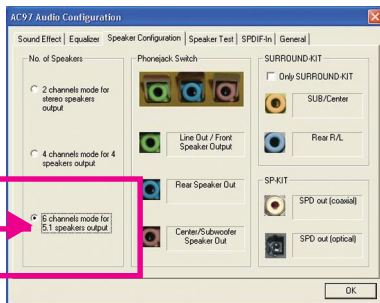 AC97 Audio Configuration
Sound Effect
Equalizer
Speaker Configuration
Speaker Test
SPDIF-In
General
No. of Speakers
2 channels mode for
stereo speakers
output
4 channels mode for 4
speakers output
6 channels mode for
5.1 speakers output
Phonejack Switch
Line Out / Front
Speaker Output
Rear Speaker Out
Center/Subwoofer
Speaker Out
SURROUND-KIT
Only SURROUND-KIT
SUB/Center
Rear R/L
SP-KIT
SPD out (coaxial)
SPD out (optical)
OK